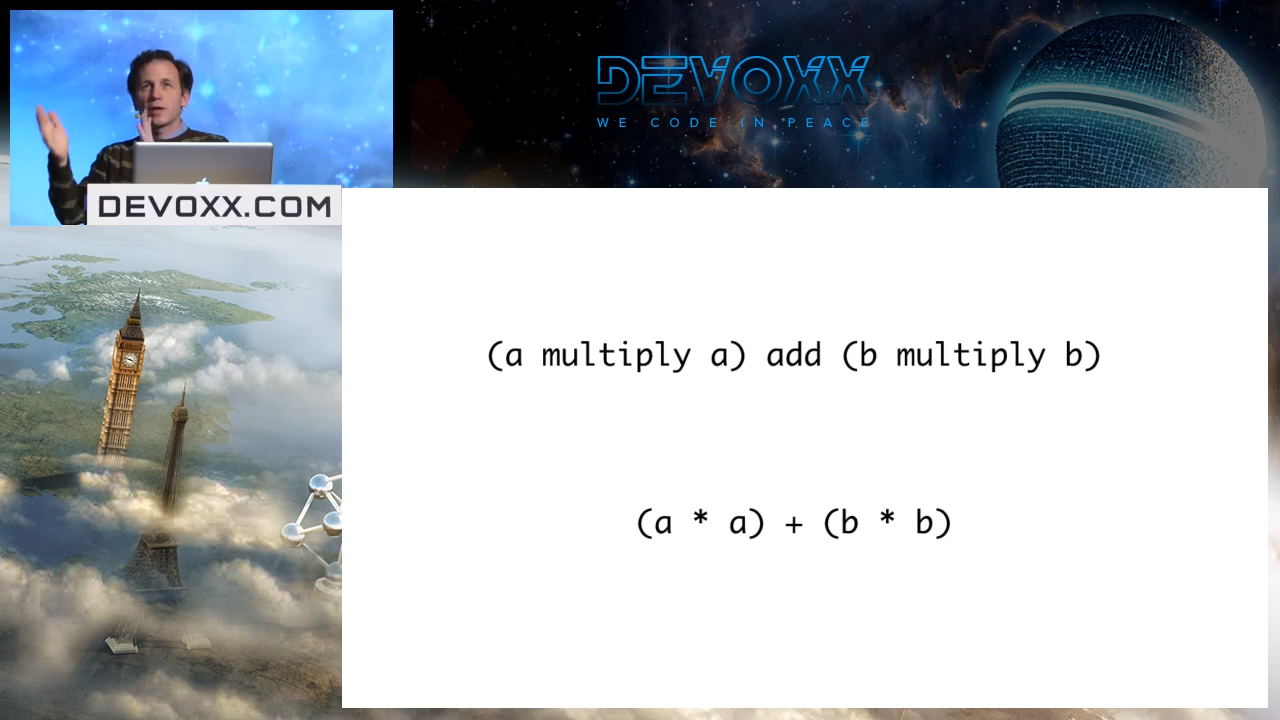 DEVOXX
WE CODE IN PEACE
DEVOXX.COM
(a multiply a) add (b multiply b)
(a * a) + (b * b)